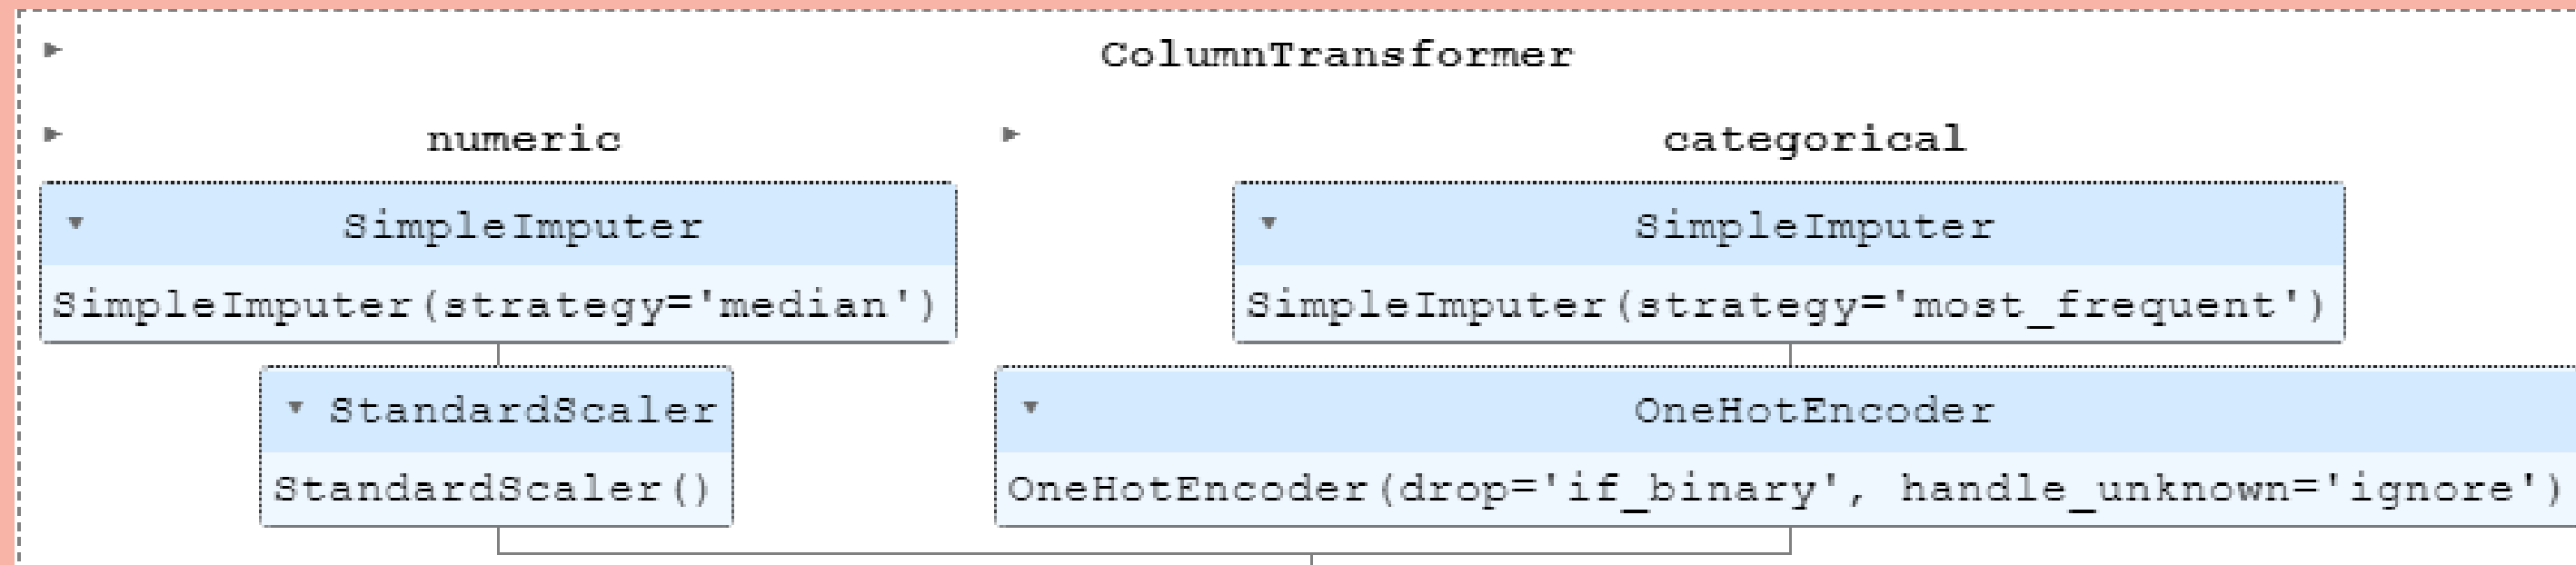 ColumnTransformer
numeric
categorical
SimpleImputer
SimpleImputer(strategy='median')
SimpleImputer
SimpleImputer(strategy='most_frequent')
StandardScaler
StandardScaler()
OneHotEncoder
OneHotEncoder(drop='if_binary', handle_unknown='ignore')